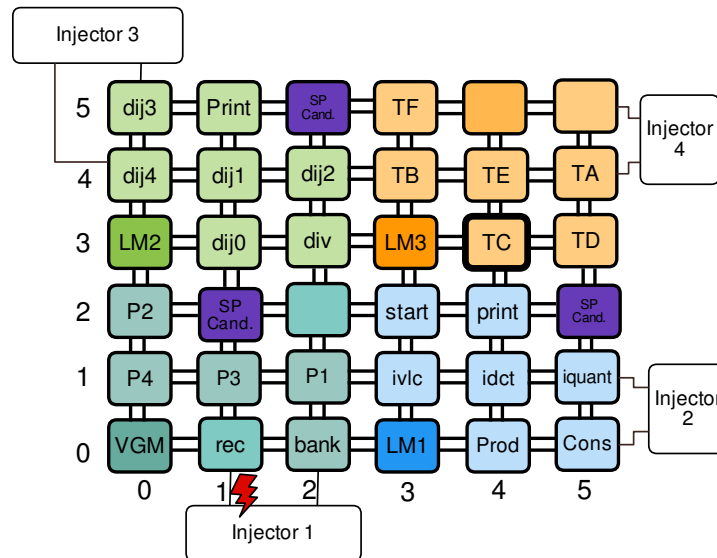 Injector 3
5 dij3 Print SP Cand. TF
Injector 4
4 dij4 dij1 dij2 TB TE TA
3 LM2 dij0 div LM3 TC TD
2 P2 SP Cand. start print SP Cand.
1 P4 P3 P1 ivlc idct iquant
Injector 2
0 VGM rec bank LM1 Prod Cons
0 1 2 3 4 5
Injector 1